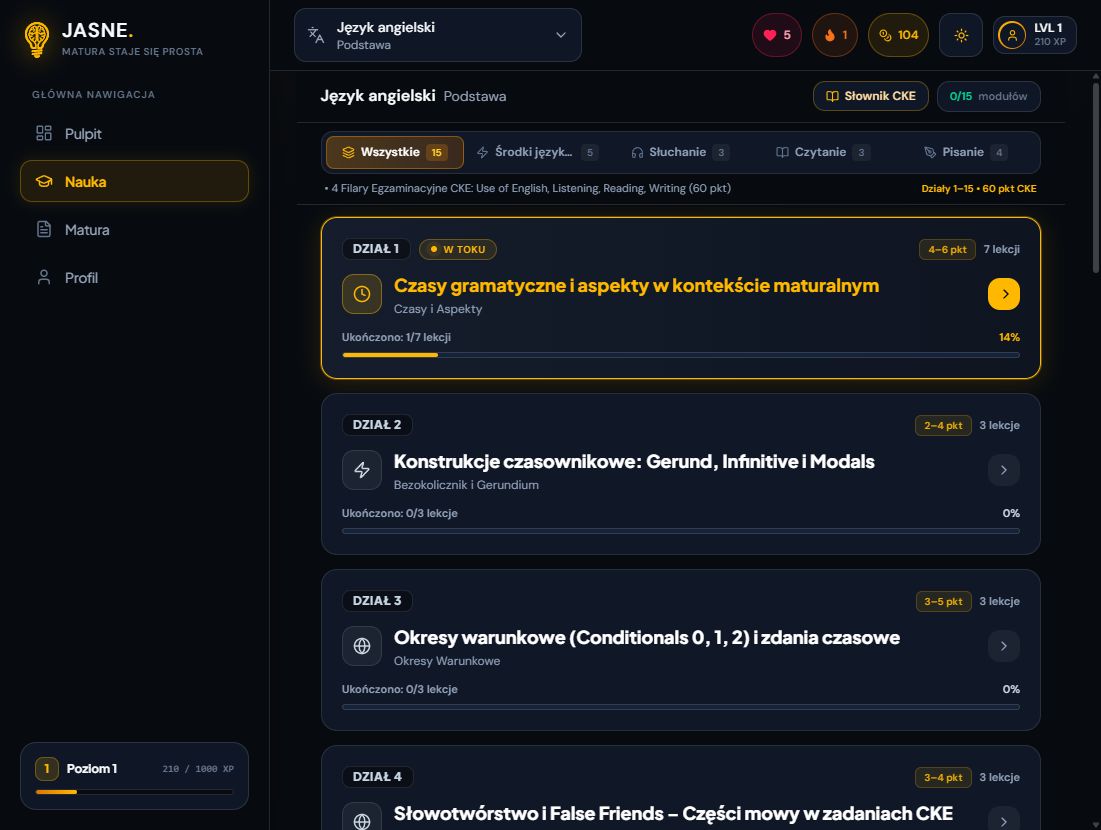 JASNE.
MATURA STAJE SIĘ PROSTA
GŁÓWNA NAWIGACJA
Pulpit
Nauka
Matura
Profil
1 Poziom 1 210 / 1000 XP
Język angielski
Podstawa
5
1
104
LVL 1
210 XP
Język angielski Podstawa
Słownik CKE
0/15 modułów
Wszystkie 15
Środki język... 5
Słuchanie 3
Czytanie 3
Pisanie 4
• 4 Filary Egzaminacyjne CKE: Use of English, Listening, Reading, Writing (60 pkt)
Działy 1–15 • 60 pkt CKE
DZIAŁ 1 W TOKU 4–6 pkt 7 lekcji
Czasy gramatyczne i aspekty w kontekście maturalnym
Czasy i Aspekty
Ukończono: 1/7 lekcji 14%
DZIAŁ 2 2–4 pkt 3 lekcje
Konstrukcje czasownikowe: Gerund, Infinitive i Modals
Bezokolicznik i Gerundium
Ukończono: 0/3 lekcje 0%
DZIAŁ 3 3–5 pkt 3 lekcje
Okresy warunkowe (Conditionals 0, 1, 2) i zdania czasowe
Okresy Warunkowe
Ukończono: 0/3 lekcje 0%
DZIAŁ 4 3–4 pkt 3 lekcje
Słowotwórstwo i False Friends – Części mowy w zadaniach CKE